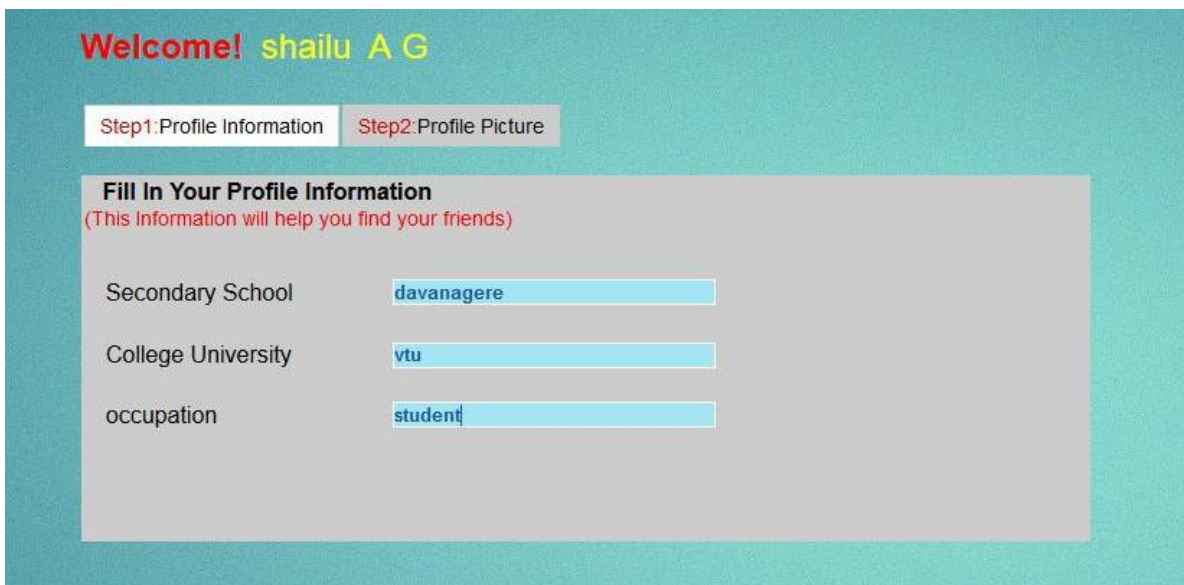 Welcome! shailu A G
Step1:Profile Information Step2:Profile Picture
Fill In Your Profile Information
(This Information will help you find your friends)
Secondary School davanagere
College University vtu
occupation student